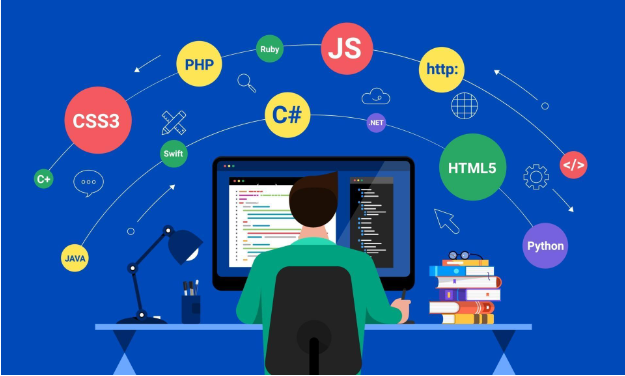 Ruby
JS
PHP
http:
CSS3
C#
.NET
Swift
</>
HTML5
C+
Python
JAVA